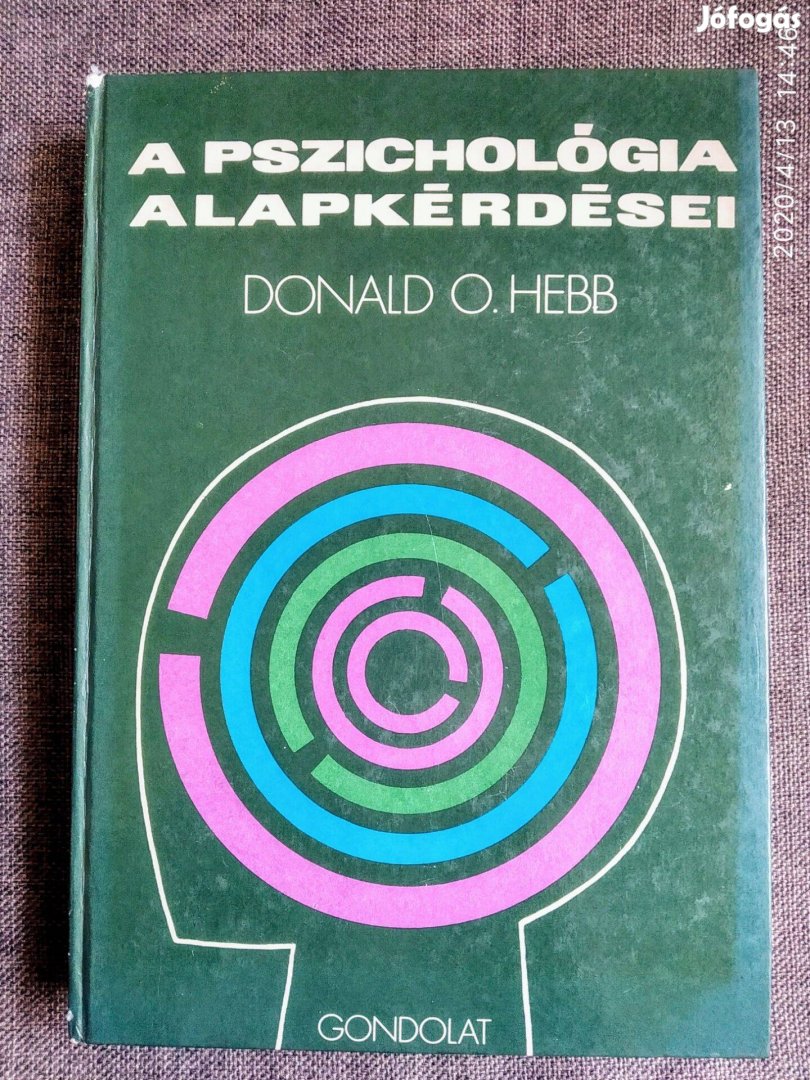 Jófogás
2020/4/13 14:46
A PSZICHOLÓGIA
ALAPKÉRDÉSEI
DONALD O. HEBB
GONDOLAT